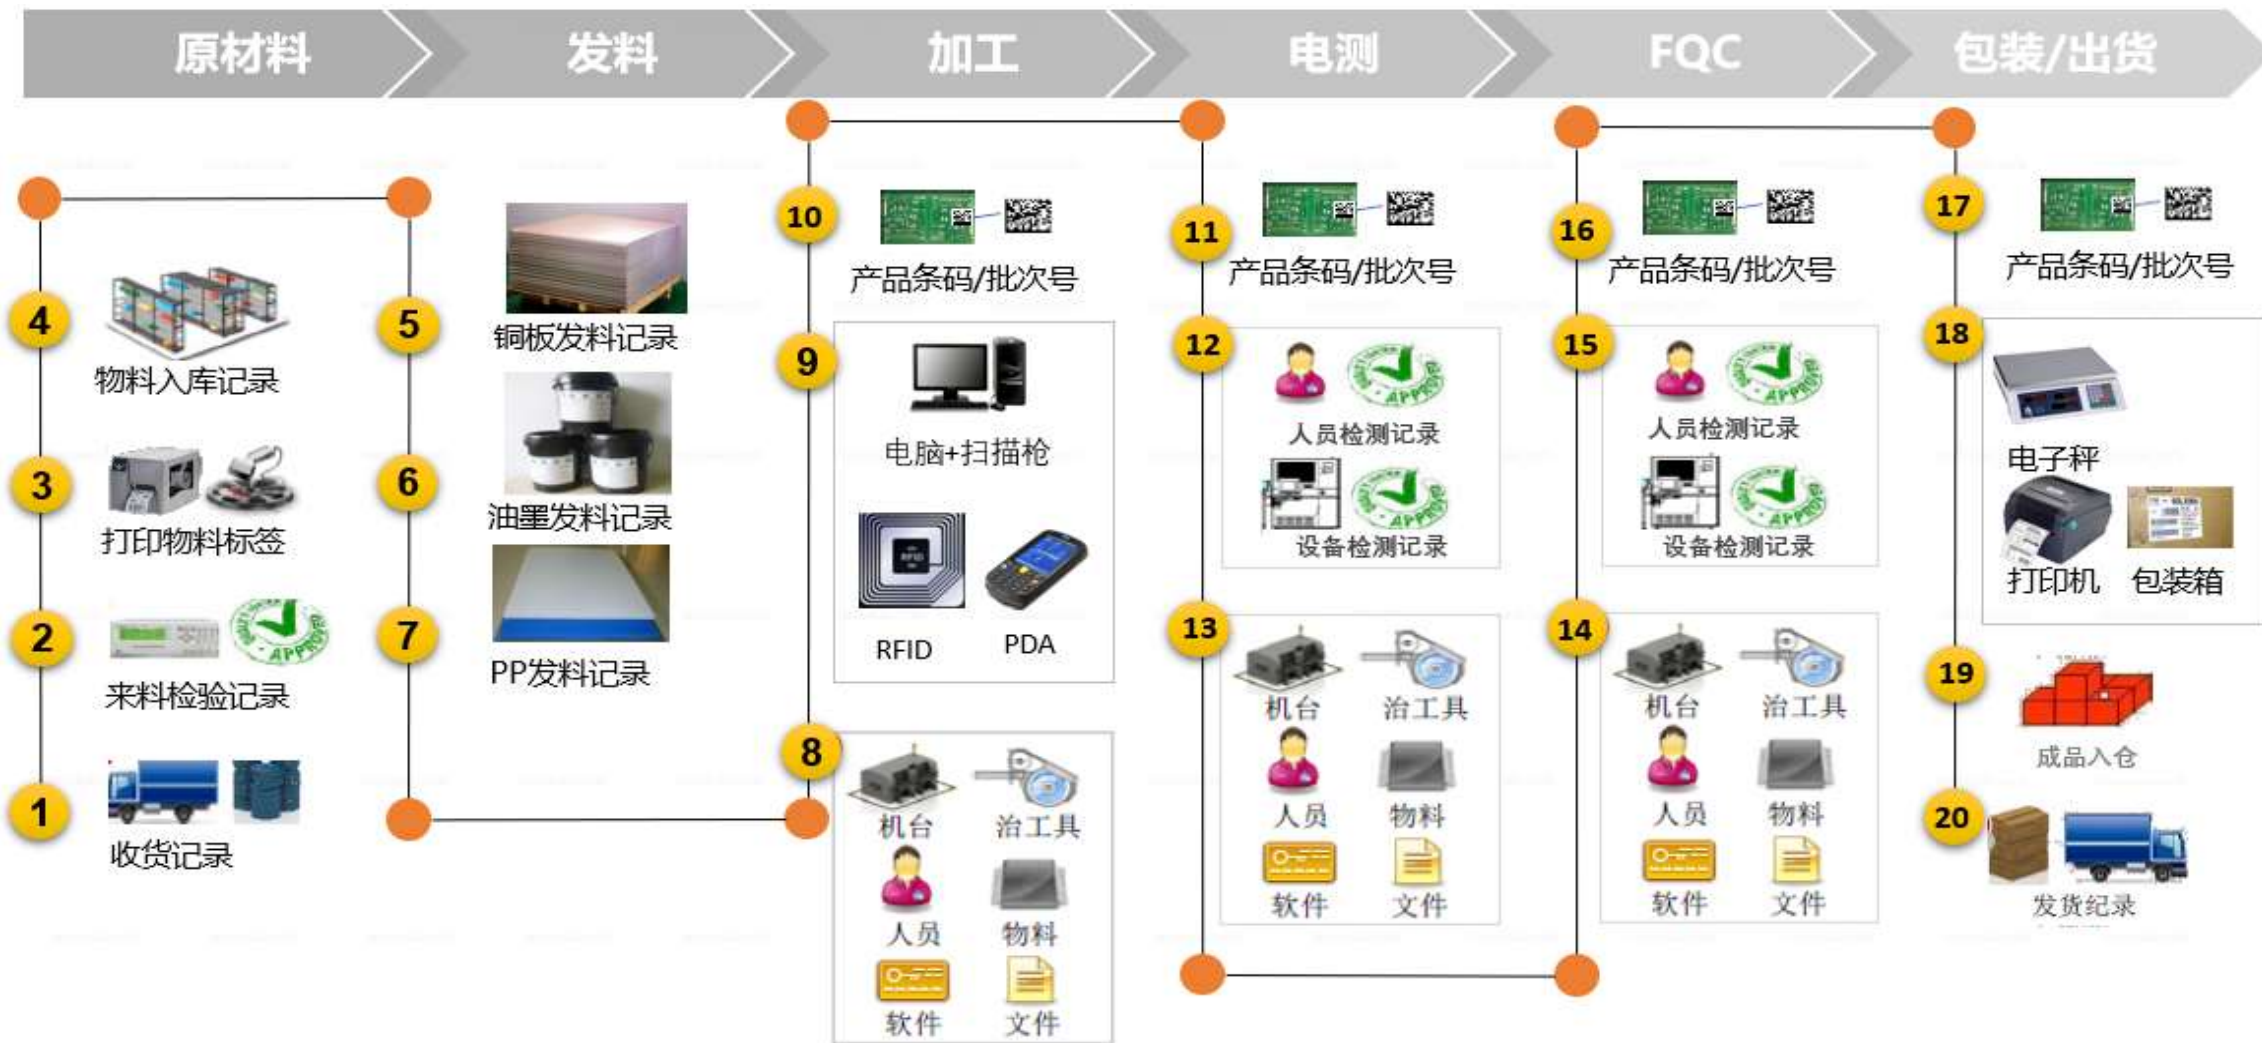 原材料
发料
加工
电测
FQC
包装/出货
4
物料入库记录
3
打印物料标签
2
来料检验记录
1
收货记录
5
铜板发料记录
6
油墨发料记录
7
PP发料记录
10
产品条码/批次号
9
电脑+扫描枪
RFID
RFID
PDA
8
机台
治工具
人员
物料
软件
文件
11
产品条码/批次号
12
人员检测记录
APPROVED
设备检测记录
APPROVED
13
机台
治工具
人员
物料
软件
文件
16
产品条码/批次号
15
人员检测记录
APPROVED
设备检测记录
APPROVED
14
机台
治工具
人员
物料
软件
文件
17
产品条码/批次号
18
电子秤
打印机
包装箱
19
成品入仓
20
发货纪录